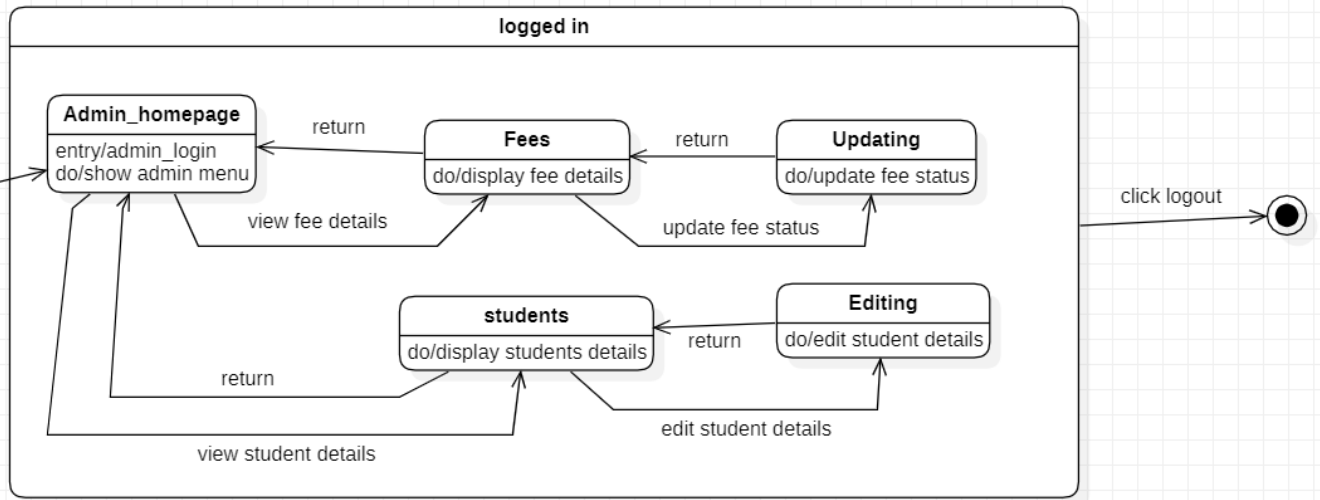 logged in
Admin_homepage
entry/admin_login
do/show admin menu
return
Fees
do/display fee details
return
Updating
do/update fee status
view fee details
update fee status
click logout
students
do/display students details
return
Editing
do/edit student details
return
edit student details
view student details